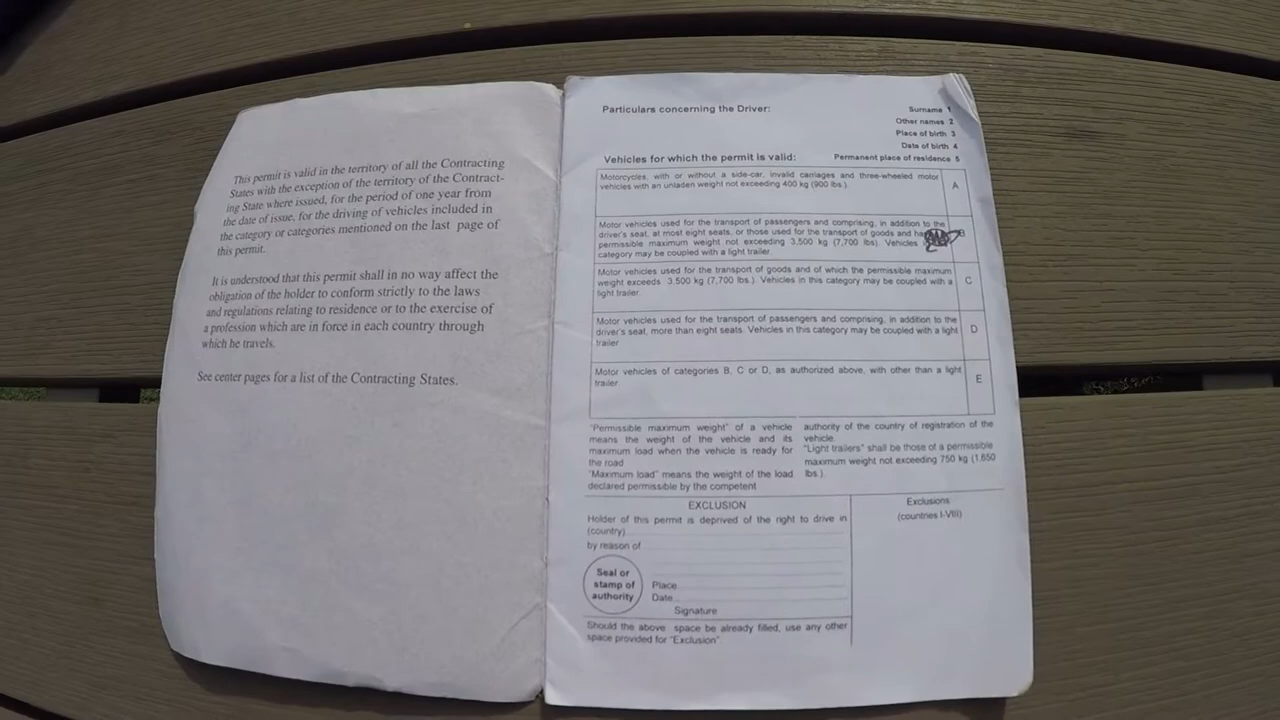 This permit is valid in the territory of all the Contracting
States with the exception of the territory of the Contract-
ing State where issued, for the period of one year from
the date of issue, for the driving of vehicles included in
the category or categories mentioned on the last page of
this permit.
It is understood that this permit shall in no way affect the
obligation of the holder to conform strictly to the laws
and regulations relating to residence or to the exercise of
a profession which are in force in each country through
which he travels.
See center pages for a list of the Contracting States.
Particulars concerning the Driver:
Surname 1
Other names 2
Place of birth 3
Date of birth 4
Permanent place of residence 5
Vehicles for which the permit is valid:
Motorcycles, with or without a side-car, invalid carriages and three-wheeled motor
vehicles with an unladen weight not exceeding 400 kg (900 lbs.)
A
Motor vehicles used for the transport of passengers and comprising, in addition to the
driver's seat, at most eight seats, or those used for the transport of goods and
permissible maximum weight not exceeding 3,500 kg (7,700 lbs). Vehicles
category may be coupled with a light trailer.
B
Motor vehicles used for the transport of goods and of which the permissible maximum
weight exceeds 3,500 kg (7,700 lbs.) Vehicles in this category may be coupled with a
light trailer.
C
Motor vehicles used for the transport of passengers and comprising, in addition to the
driver's seat, more than eight seats. Vehicles in this category may be coupled with a light
trailer
D
Motor vehicles of categories B, C or D, as authorized above, with other than a light
trailer
E
"Permissible maximum weight" of a vehicle
means the weight of the vehicle and its
maximum load when the vehicle is ready for
the road
"Maximum load" means the weight of the load
declared permissible by the competent
authority of the country of registration of the
vehicle.
"Light trailers" shall be those of a permissible
maximum weight not exceeding 750 kg (1,650
lbs.)
EXCLUSION
Holder of this permit is deprived of the right to drive in
(country)
by reason of
Seal or
stamp of
authority
Place
Date
Signature
Should the above space be already filled, use any other
space provided for "Exclusion"
Exclusions
(countries I-VIII)